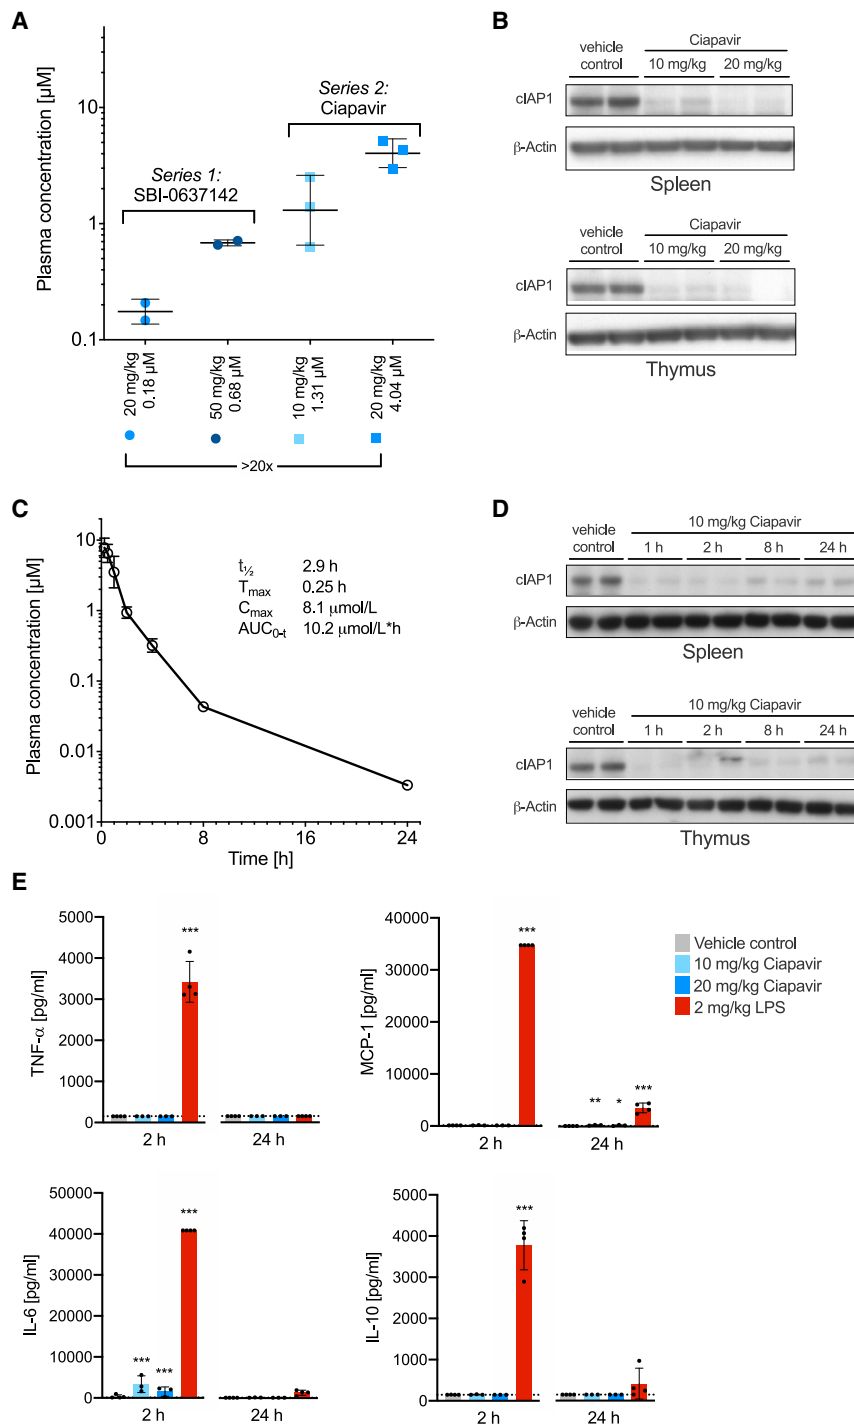 A
Plasma concentration [µM]
10
1
0.1
Series 1:
SBI-0637142
Series 2:
Ciapavir
20 mg/kg
0.18 µM
50 mg/kg
0.68 µM
10 mg/kg
1.31 µM
20 mg/kg
4.04 µM
>20x
B
vehicle
control
Ciapavir
10 mg/kg 20 mg/kg
cIAP1
β-Actin
Spleen
vehicle
control
Ciapavir
10 mg/kg 20 mg/kg
cIAP1
β-Actin
Thymus
C
Plasma concentration [µM]
10
1
0.1
0.01
0.001
t½ 2.9 h
Tmax 0.25 h
Cmax 8.1 µmol/L
AUC0-t 10.2 µmol/L*h
0 8 16 24
Time [h]
D
vehicle
control
10 mg/kg Ciapavir
1 h 2 h 8 h 24 h
cIAP1
β-Actin
Spleen
vehicle
control
10 mg/kg Ciapavir
1 h 2 h 8 h 24 h
cIAP1
β-Actin
Thymus
E
TNF-α [pg/ml]
5000
4000
3000
2000
1000
0
***
2 h 24 h
MCP-1 [pg/ml]
40000
30000
20000
10000
0
***
** * ***
2 h 24 h
Vehicle control
10 mg/kg Ciapavir
20 mg/kg Ciapavir
2 mg/kg LPS
IL-6 [pg/ml]
50000
40000
30000
20000
10000
0
*** *** ***
2 h 24 h
IL-10 [pg/ml]
5000
4000
3000
2000
1000
0
***
2 h 24 h